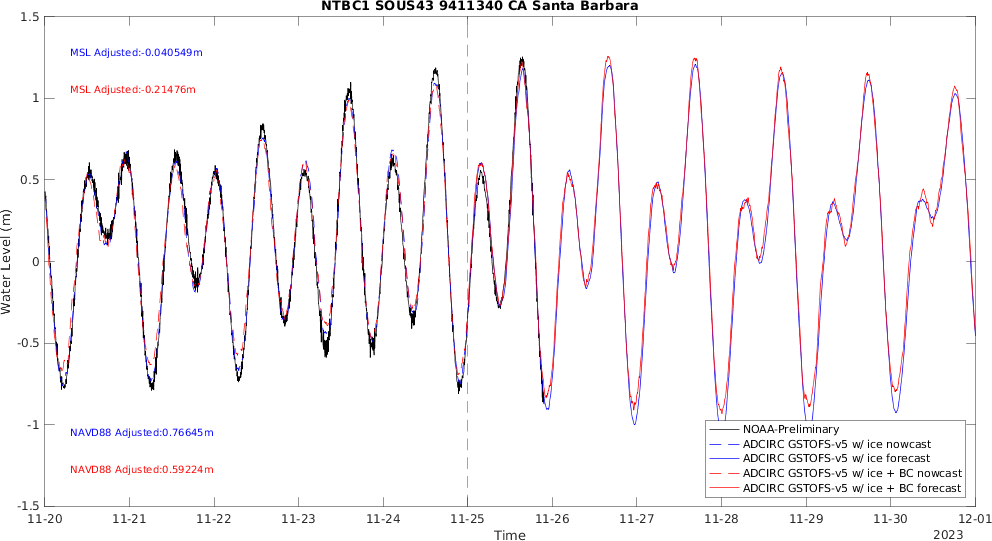 NTBC1 SOUS43 9411340 CA Santa Barbara
1.5
1
0.5
0
-0.5
-1
-1.5
Water Level (m)
MSL Adjusted:-0.040549m
MSL Adjusted:-0.21476m
NAVD88 Adjusted:0.76645m
NAVD88 Adjusted:0.59224m
NOAA-Preliminary
ADCIRC GSTOFS-v5 w/ ice nowcast
ADCIRC GSTOFS-v5 w/ ice forecast
ADCIRC GSTOFS-v5 w/ ice + BC nowcast
ADCIRC GSTOFS-v5 w/ ice + BC forecast
11-20 11-21 11-22 11-23 11-24 11-25 11-26 11-27 11-28 11-29 11-30 12-01
Time
2023